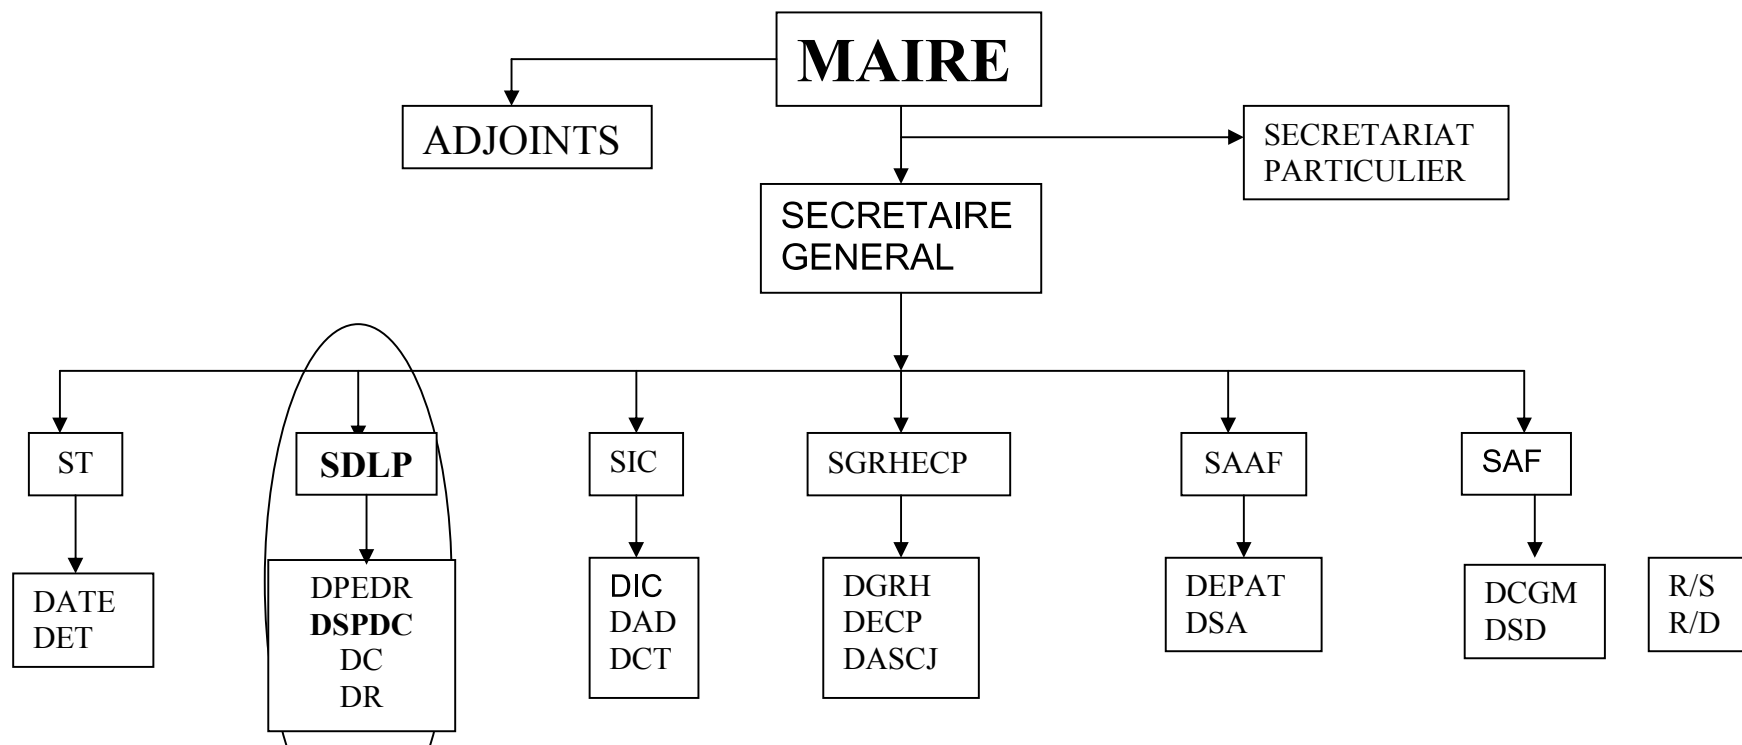 MAIRE
ADJOINTS
SECRETARIAT
PARTICULIER
SECRETAIRE
GENERAL
ST
SDLP
SIC
SGRHECP
SAAF
SAF
DATE
DET
DPEDR
DSPDC
DC
DR
DIC
DAD
DCT
DGRH
DECP
DASCJ
DEPAT
DSA
DCGM
DSD
R/S
R/D